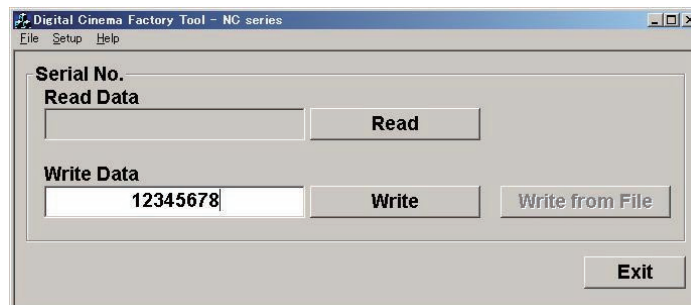 Digital Cinema Factory Tool - NC series
File Setup Help
Serial No.
Read Data
Read
Write Data
12345678 Write Write from File
Exit